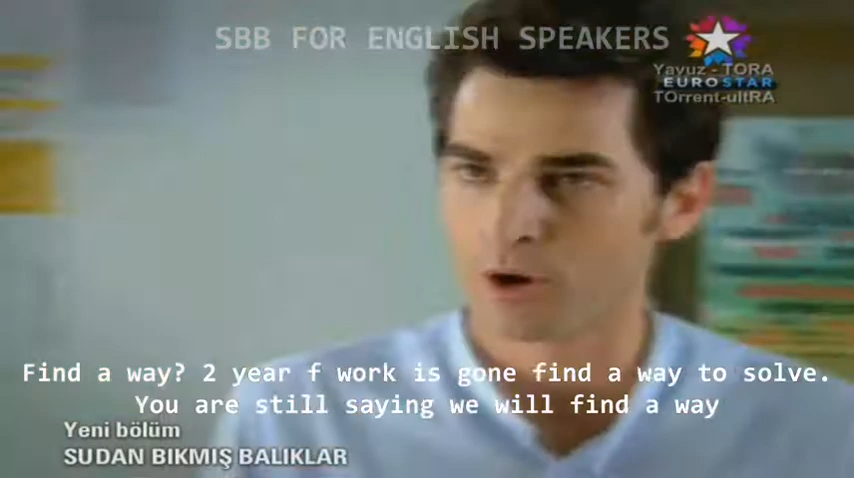 SBB FOR ENGLISH SPEAKERS
Yavuz - TORA
EUROSTAR
TOrrent-ultRA
Find a way? 2 year f work is gone find a way to solve.
You are still saying we will find a way
Yeni bölüm
SUDAN BIKMIŞ BALIKLAR